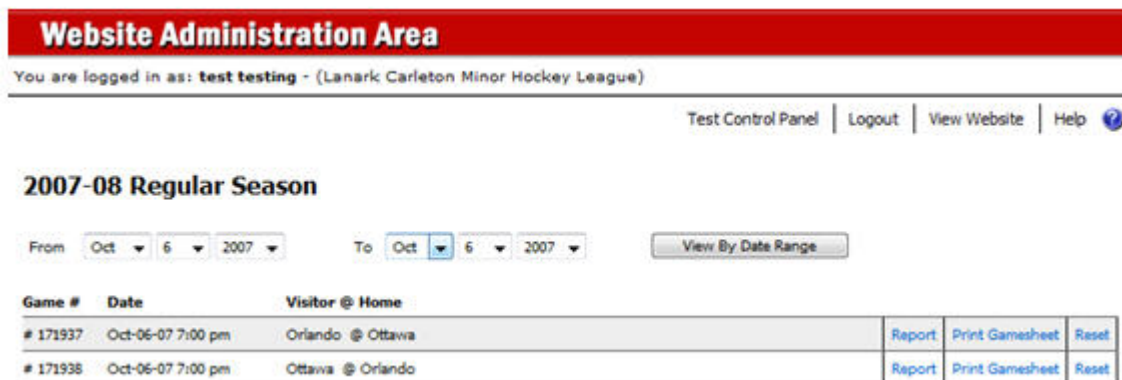 Website Administration Area
You are logged in as: test testing - (Lanark Carleton Minor Hockey League)
Test Control Panel | Logout | View Website | Help ?
2007-08 Regular Season
From Oct 6 2007 To Oct 6 2007 View By Date Range
Game # Date Visitor @ Home
# 171937 Oct-06-07 7:00 pm Orlando @ Ottawa Report Print Gamesheet Reset
# 171938 Oct-06-07 7:00 pm Ottawa @ Orlando Report Print Gamesheet Reset